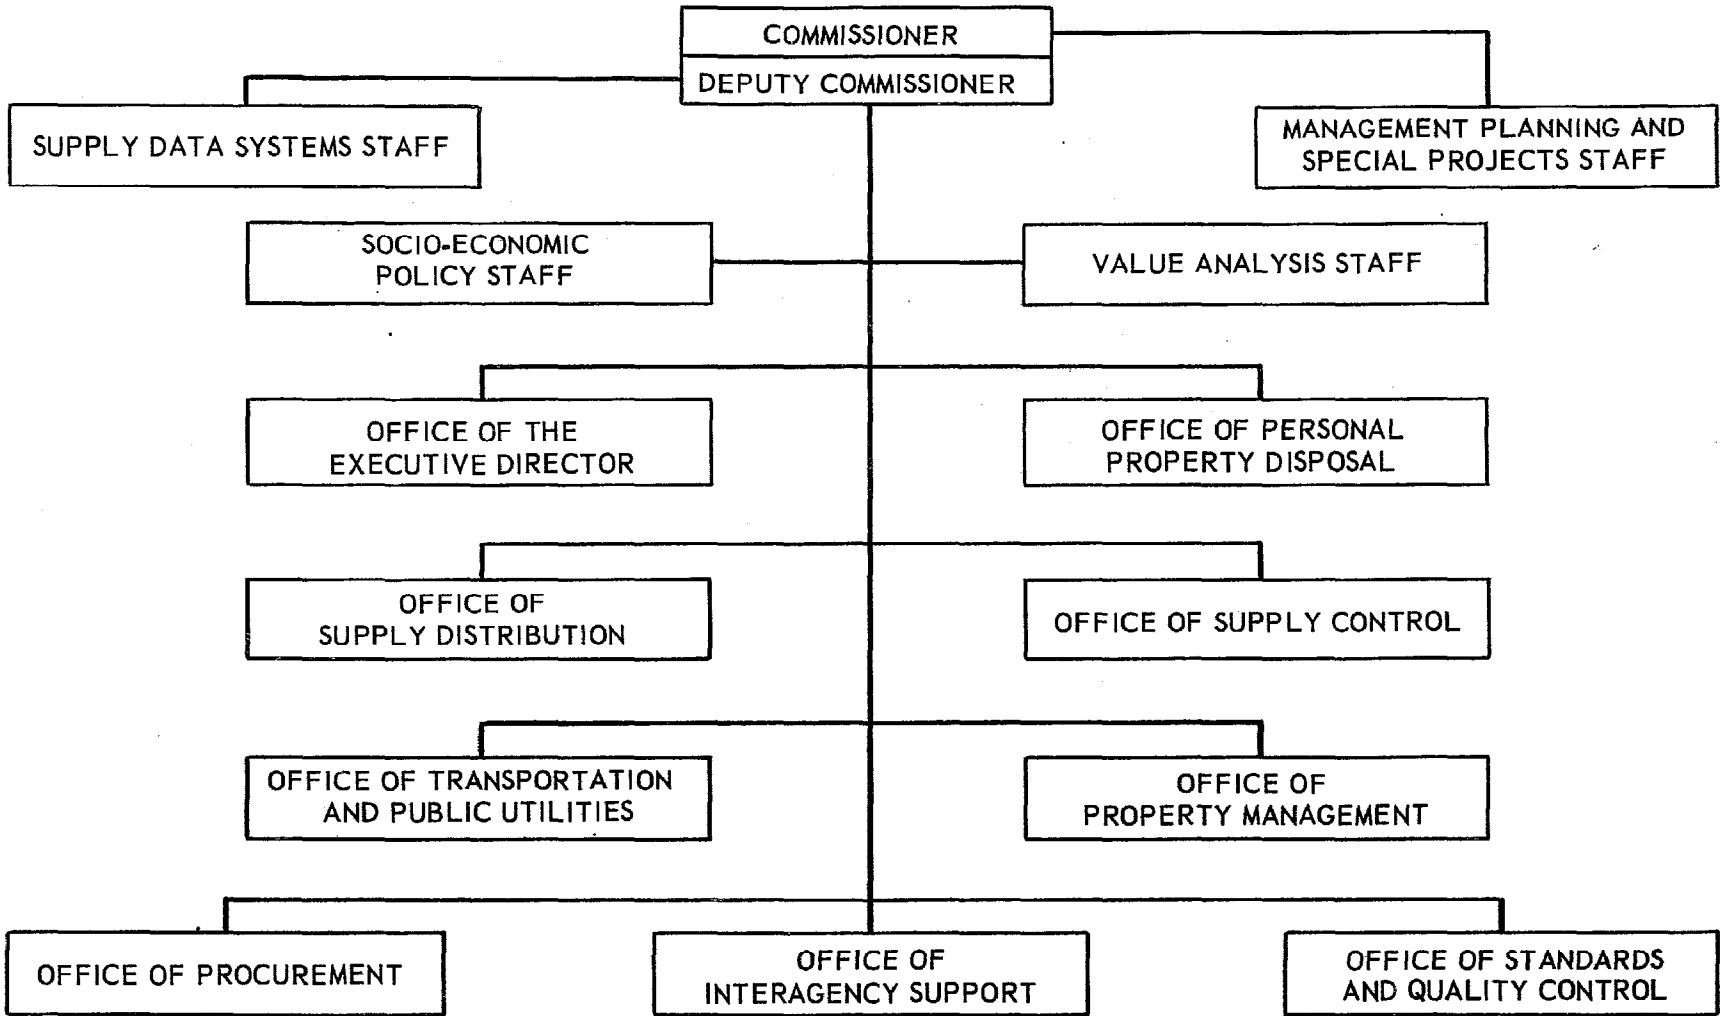 COMMISSIONER
DEPUTY COMMISSIONER
SUPPLY DATA SYSTEMS STAFF
MANAGEMENT PLANNING AND
SPECIAL PROJECTS STAFF
SOCIO-ECONOMIC
POLICY STAFF
VALUE ANALYSIS STAFF
OFFICE OF THE
EXECUTIVE DIRECTOR
OFFICE OF PERSONAL
PROPERTY DISPOSAL
OFFICE OF
SUPPLY DISTRIBUTION
OFFICE OF SUPPLY CONTROL
OFFICE OF TRANSPORTATION
AND PUBLIC UTILITIES
OFFICE OF
PROPERTY MANAGEMENT
OFFICE OF PROCUREMENT
OFFICE OF
INTERAGENCY SUPPORT
OFFICE OF STANDARDS
AND QUALITY CONTROL